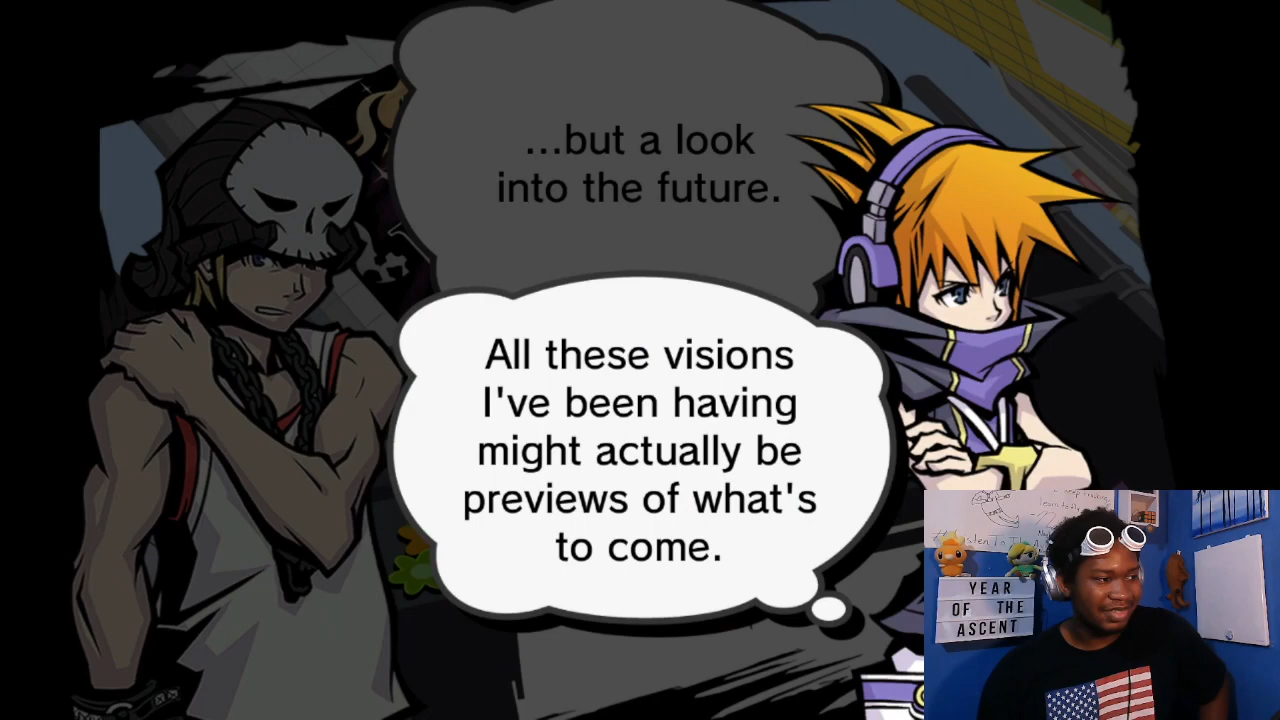 ...but a look
into the future.
All these visions
I've been having
might actually be
previews of what's
to come.
YEAR
OF THE
ASCENT